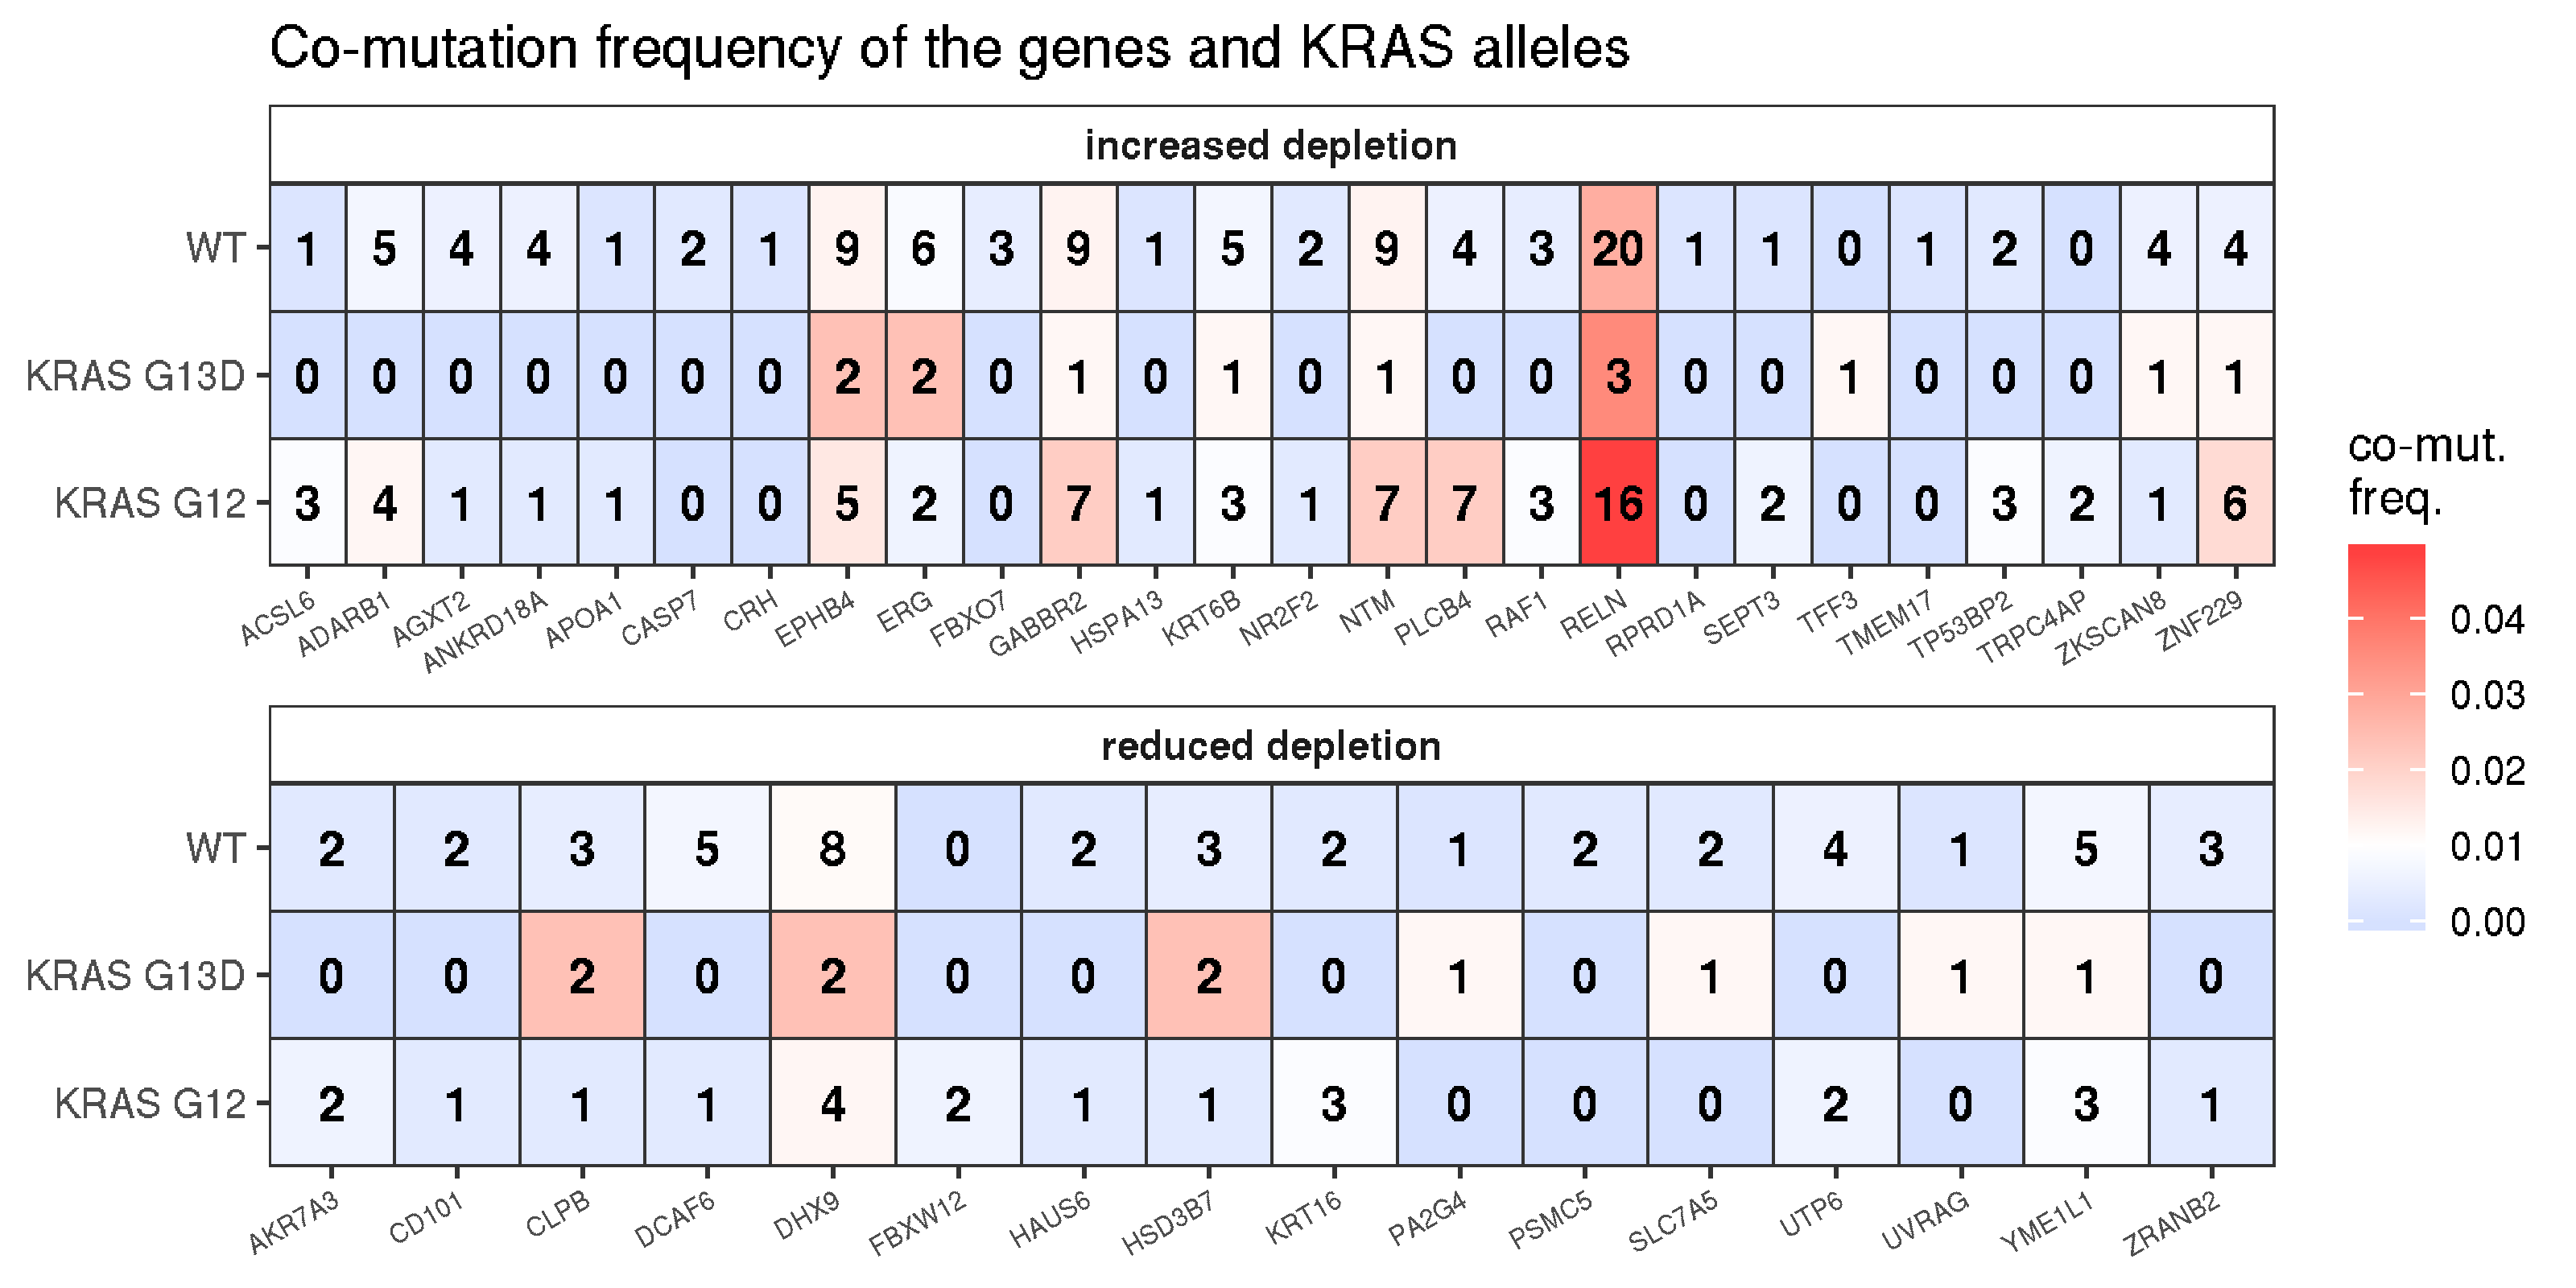 Co-mutation frequency of the genes and KRAS alleles
increased depletion
WT 1 5 4 4 1 2 1 9 6 3 9 1 5 2 9 4 3 20 1 1 0 1 2 0 4 4
KRAS G13D 0 0 0 0 0 0 0 2 2 0 1 0 1 0 1 0 0 3 0 0 1 0 0 0 1 1
KRAS G12 3 4 1 1 1 0 0 5 2 0 7 1 3 1 7 7 3 16 0 2 0 0 3 2 1 6
ACSL6 ADARB1 AGXT2 ANKRD18A APOA1 CASP7 CRH EPHB4 ERG FBXO7 GABBR2 HSPA13 KRT6B NR2F2 NTM PLCB4 RAF1 RELN RPRD1A SEPT3 TFF3 TMEM17 TP53BP2 TRPC4AP ZKSCAN8 ZNF229
reduced depletion
WT 2 2 3 5 8 0 2 3 2 1 2 2 4 1 5 3
KRAS G13D 0 0 2 0 2 0 0 2 0 1 0 1 0 1 1 0
KRAS G12 2 1 1 1 4 2 1 1 3 0 0 0 2 0 3 1
AKR7A3 CD101 CLPB DCAF6 DHX9 FBXW12 HAUS6 HSD3B7 KRT16 PA2G4 PSMC5 SLC7A5 UTP6 UVRAG YME1L1 ZRANB2
co-mut.
freq.
0.04
0.03
0.02
0.01
0.00